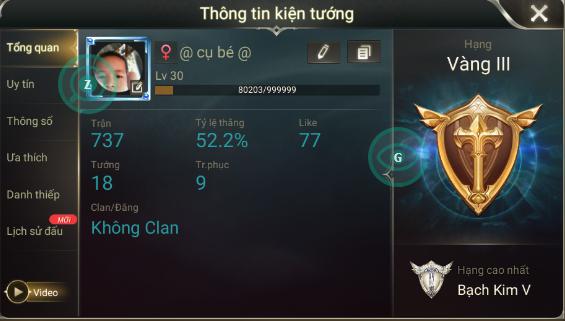 Thông tin kiện tướng
Tổng quan
Uy tín
Thông số
Ưa thích
Danh thiếp
Lịch sử đấu
MỚI
Video
@ cụ bé @
Lv 30
80203/999999
Z
Trận
737
Tỷ lệ thắng
52.2%
Like
77
Tướng
18
Tr.phục
9
Clan/Đăng
Không Clan
G
Hạng
Vàng III
Hạng cao nhất
Bạch Kim V